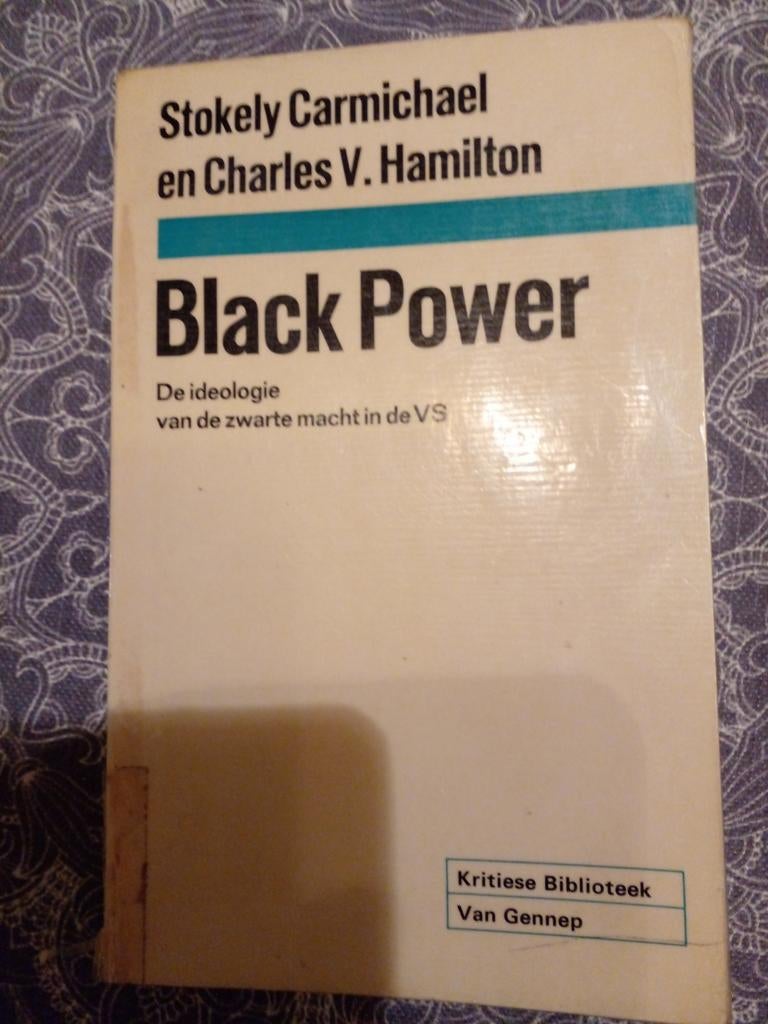 Stokely Carmichael
en Charles V. Hamilton
Black Power
De ideologie
van de zwarte macht in de VS
Kritiese Biblioteek
Van Gennep